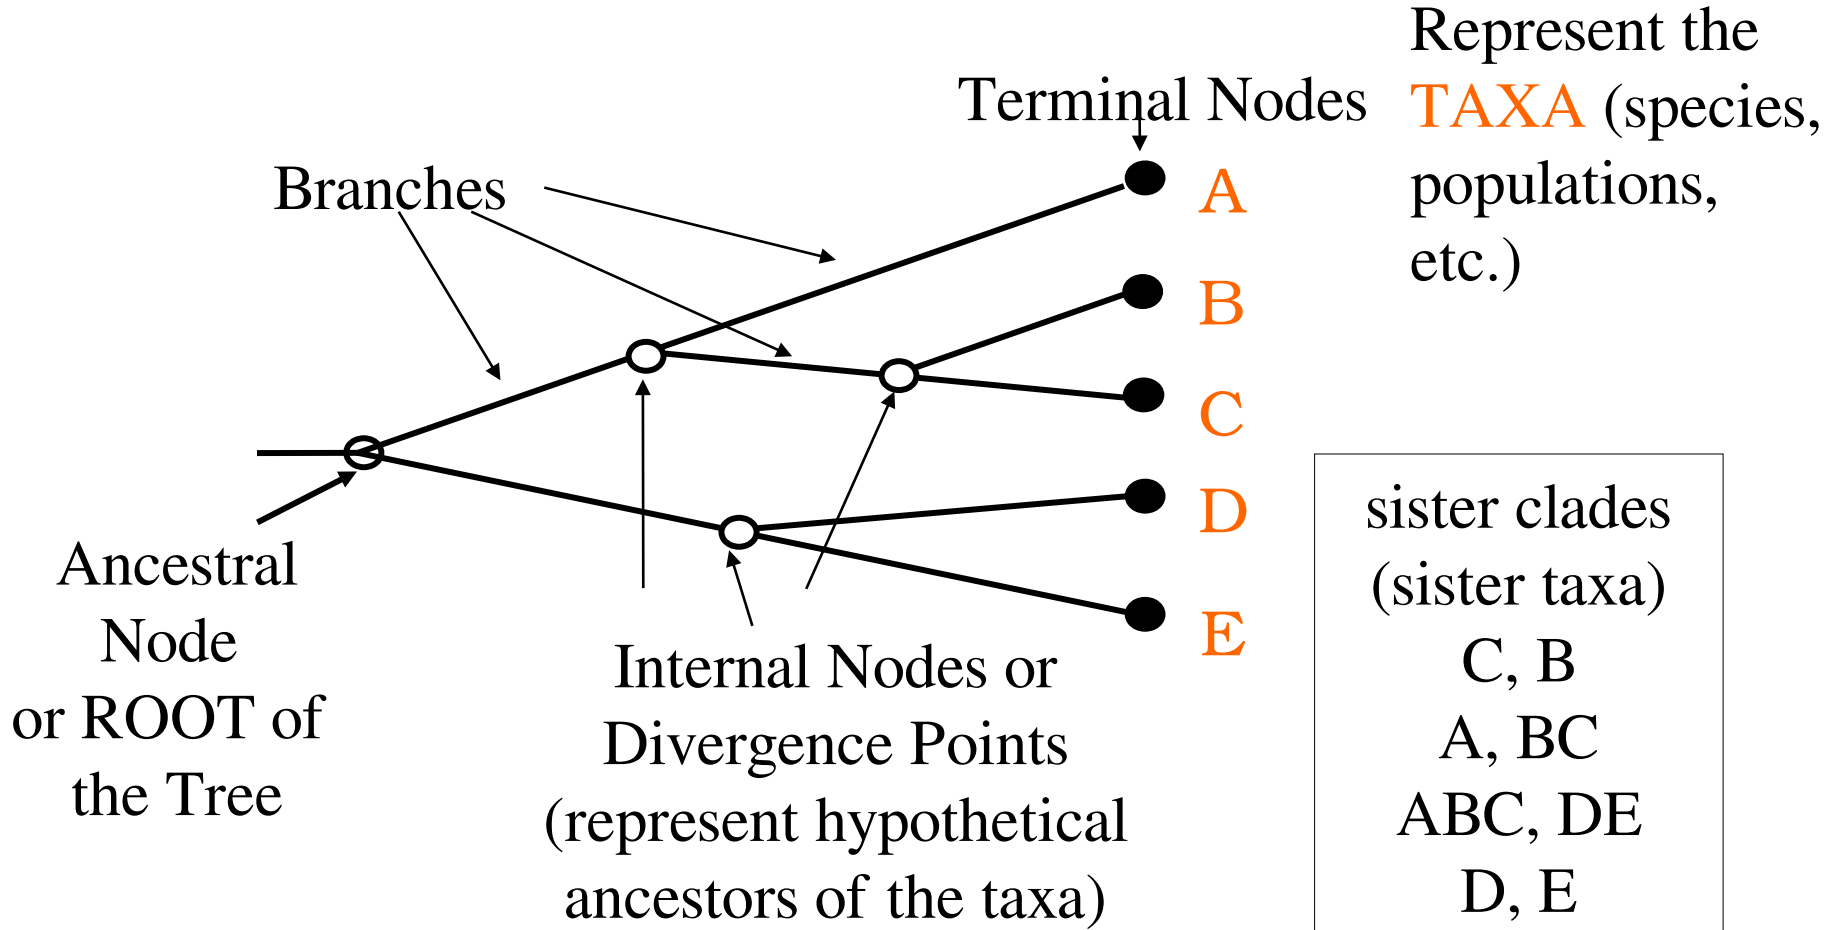 Represent the
TAXA (species,
populations,
etc.)
Terminal Nodes
Branches
A
B
C
D
E
Ancestral
Node
or ROOT of
the Tree
Internal Nodes or
Divergence Points
(represent hypothetical
ancestors of the taxa)
sister clades
(sister taxa)
C, B
A, BC
ABC, DE
D, E